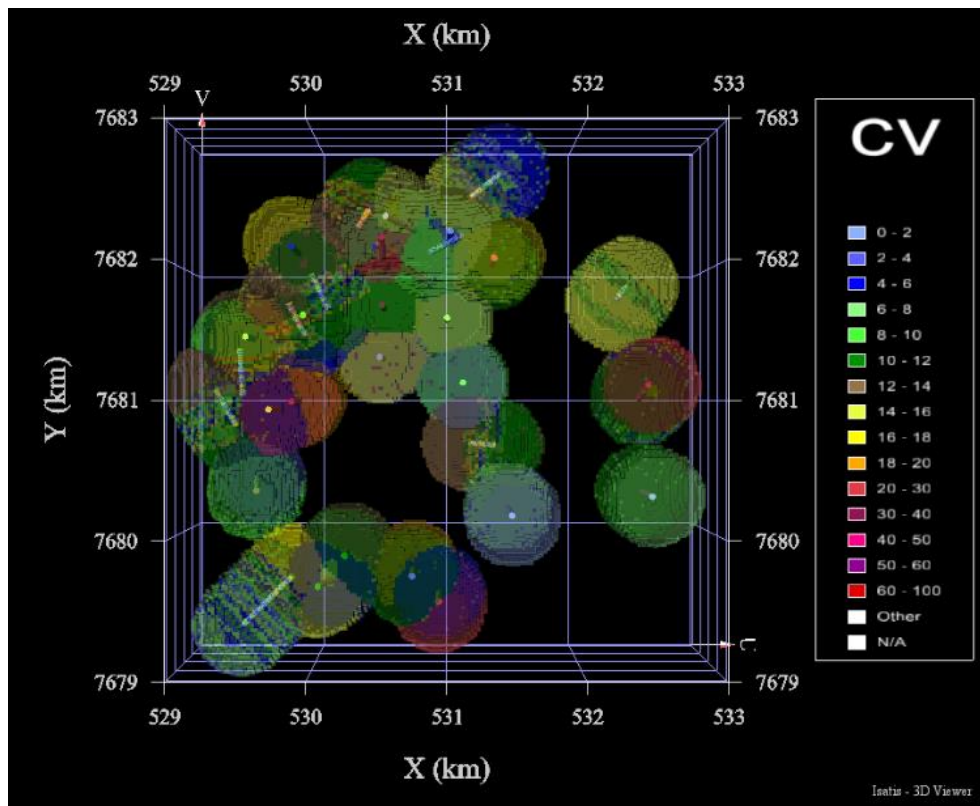 X (km)
529 530 531 532 533
V
7683 7683
7682 7682
7681 7681
7680 7680
7679 7679
Y (km)
Y (km)
U
529 530 531 532 533
X (km)
CV
0 - 2
2 - 4
4 - 6
6 - 8
8 - 10
10 - 12
12 - 14
14 - 16
16 - 18
18 - 20
20 - 30
30 - 40
40 - 50
50 - 60
60 - 100
Other
N/A
Isatis - 3D Viewer